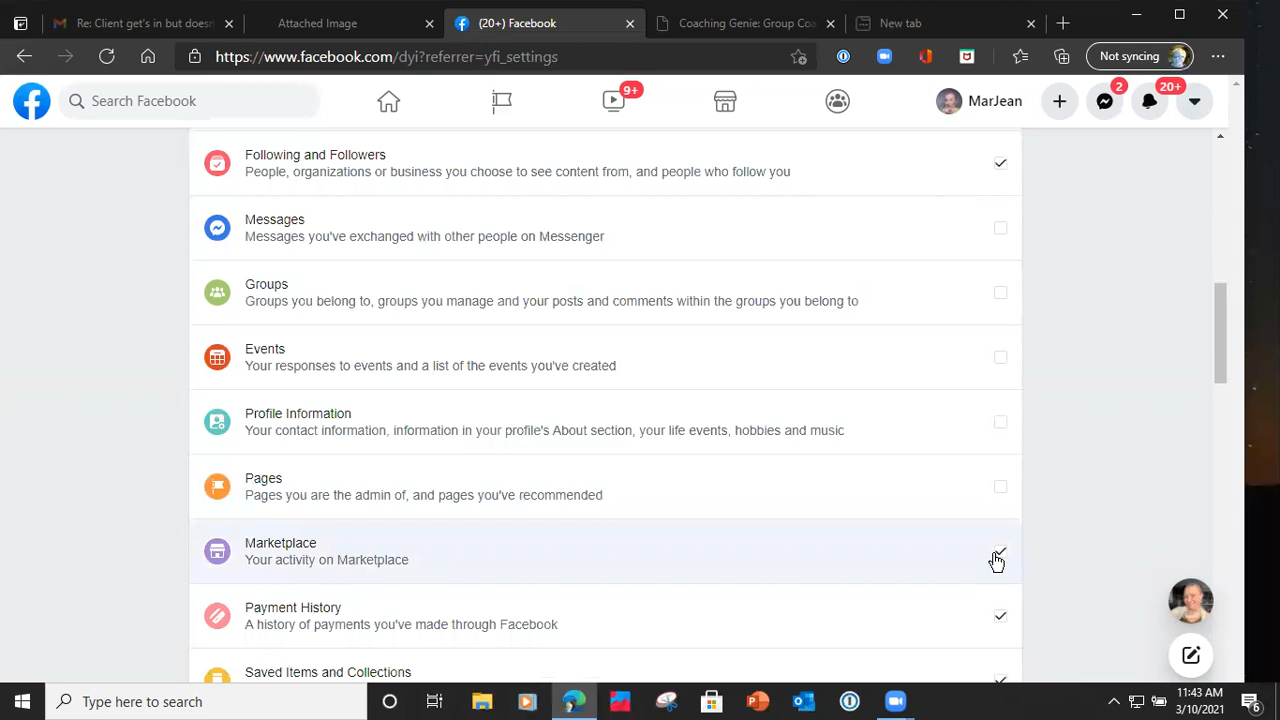 Re: Client get's in but doesn
Attached Image
(20+) Facebook
Coaching Genie: Group Coa
New tab
https://www.facebook.com/dyi?referrer=yfi_settings
Not syncing
Search Facebook
9+
MarJean
2
20+
Following and Followers
People, organizations or business you choose to see content from, and people who follow you
Messages
Messages you've exchanged with other people on Messenger
Groups
Groups you belong to, groups you manage and your posts and comments within the groups you belong to
Events
Your responses to events and a list of the events you've created
Profile Information
Your contact information, information in your profile's About section, your life events, hobbies and music
Pages
Pages you are the admin of, and pages you've recommended
Marketplace
Your activity on Marketplace
Payment History
A history of payments you've made through Facebook
Saved Items and Collections
Type here to search
11:43 AM
3/10/2021
6